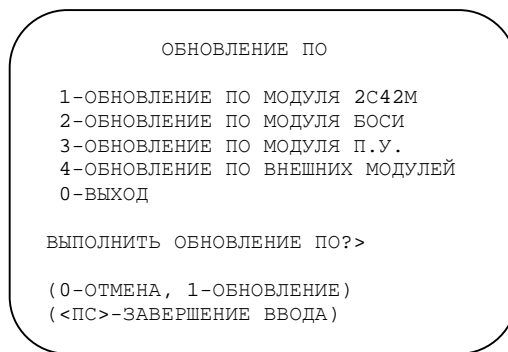 ОБНОВЛЕНИЕ ПО
1-ОБНОВЛЕНИЕ ПО МОДУЛЯ 2С42М
2-ОБНОВЛЕНИЕ ПО МОДУЛЯ БОСИ
3-ОБНОВЛЕНИЕ ПО МОДУЛЯ П.У.
4-ОБНОВЛЕНИЕ ПО ВНЕШНИХ МОДУЛЕЙ
0-ВЫХОД
ВЫПОЛНИТЬ ОБНОВЛЕНИЕ ПО?>
(0-ОТМЕНА, 1-ОБНОВЛЕНИЕ)
(<ПС>-ЗАВЕРШЕНИЕ ВВОДА)